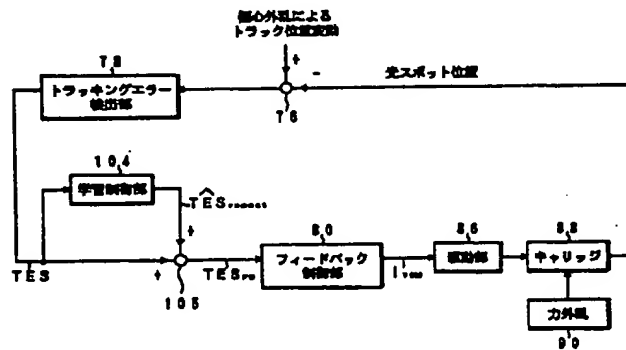 偏心外乱による
トラック位置変動
+
-
光スポット位置
78
トラッキングエラー
検出部
76
104
学習制御部
T̂ESrepeat
+
TES
+
105
TESFB
80
フィードバック
制御部
86
駆動部
88
キャリッジ
力外乱
90